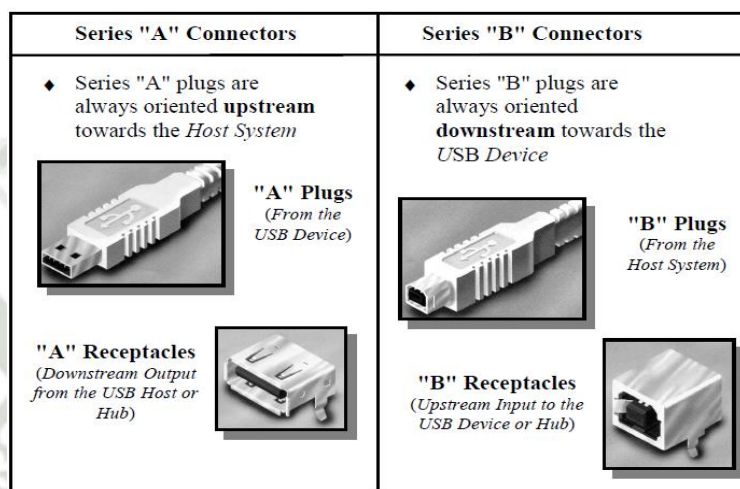 Series "A" Connectors
♦ Series "A" plugs are
always oriented upstream
towards the Host System
"A" Plugs
(From the
USB Device)
"A" Receptacles
(Downstream Output
from the USB Host or
Hub)
Series "B" Connectors
♦ Series "B" plugs are
always oriented
downstream towards the
USB Device
"B" Plugs
(From the
Host System)
"B" Receptacles
(Upstream Input to the
USB Device or Hub)